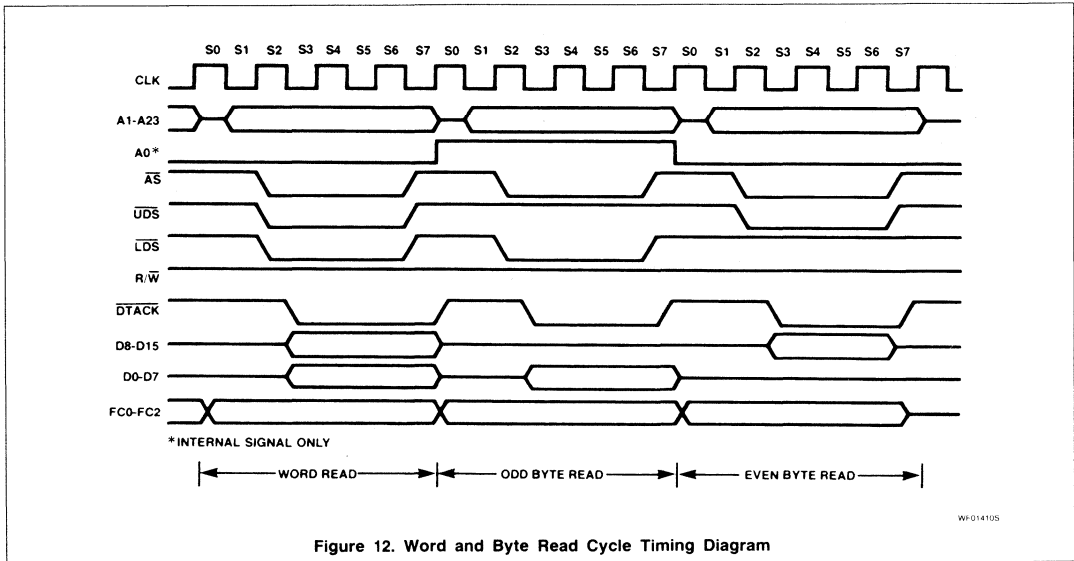 S0 S1 S2 S3 S4 S5 S6 S7 S0 S1 S2 S3 S4 S5 S6 S7 S0 S1 S2 S3 S4 S5 S6 S7
CLK
A1-A23
A0*
AS
UDS
LDS
R/W
DTACK
D8-D15
D0-D7
FC0-FC2
*INTERNAL SIGNAL ONLY
WORD READ ODD BYTE READ EVEN BYTE READ
WF01410S
Figure 12. Word and Byte Read Cycle Timing Diagram